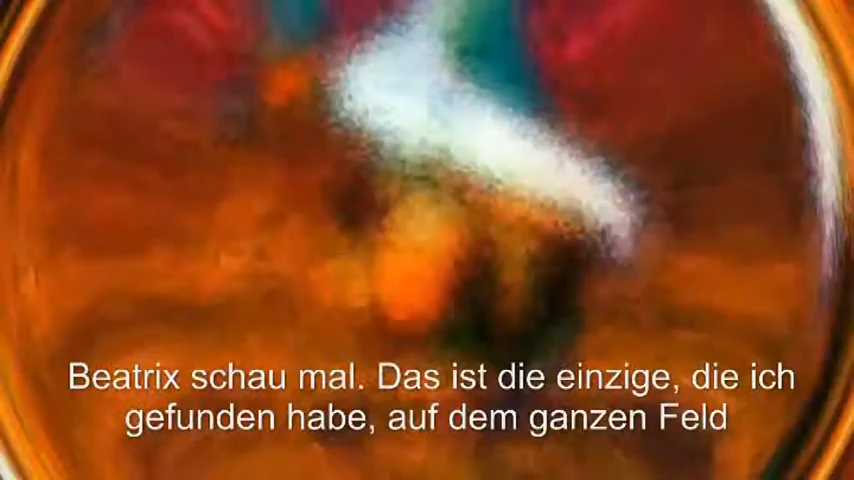 Beatrix schau mal. Das ist die einzige, die ich
gefunden habe, auf dem ganzen Feld